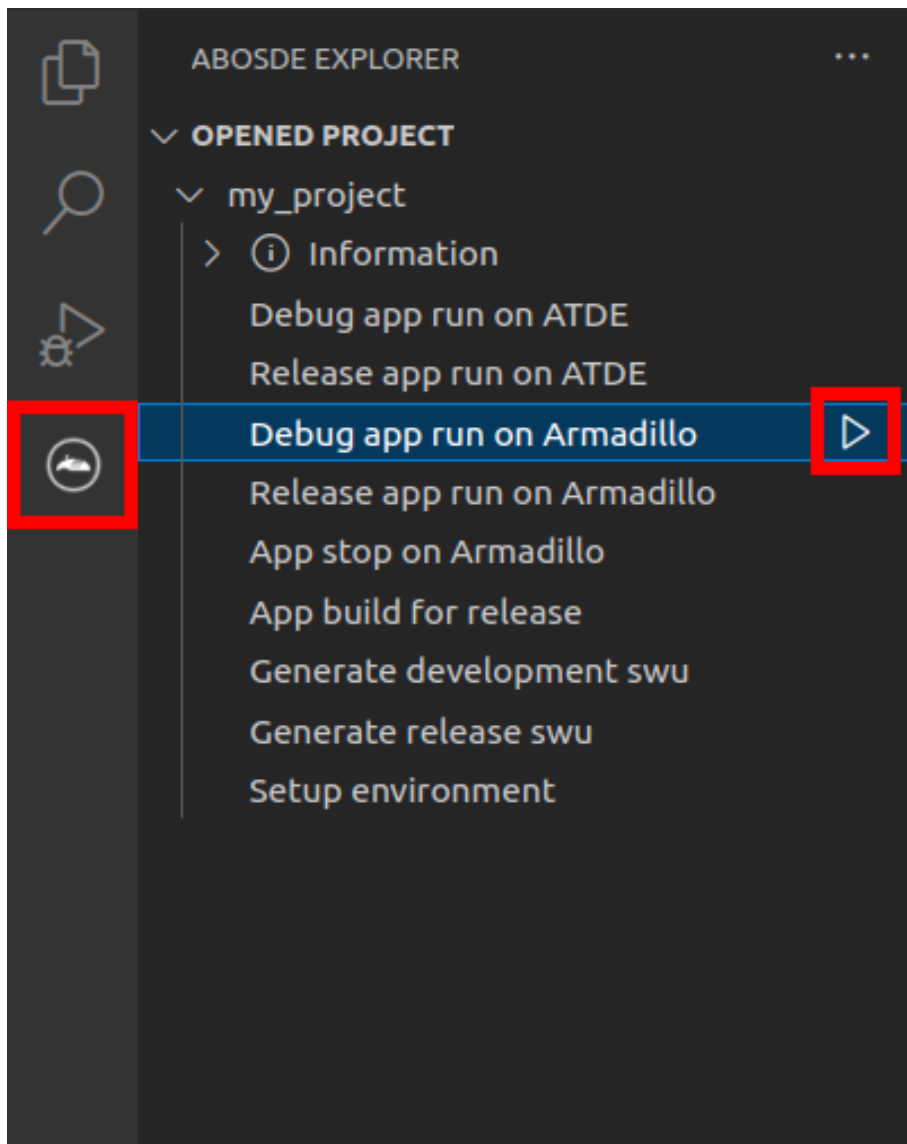 ABOSDE EXPLORER
OPENED PROJECT
my_project
Information
Debug app run on ATDE
Release app run on ATDE
Debug app run on Armadillo
Release app run on Armadillo
App stop on Armadillo
App build for release
Generate development swu
Generate release swu
Setup environment